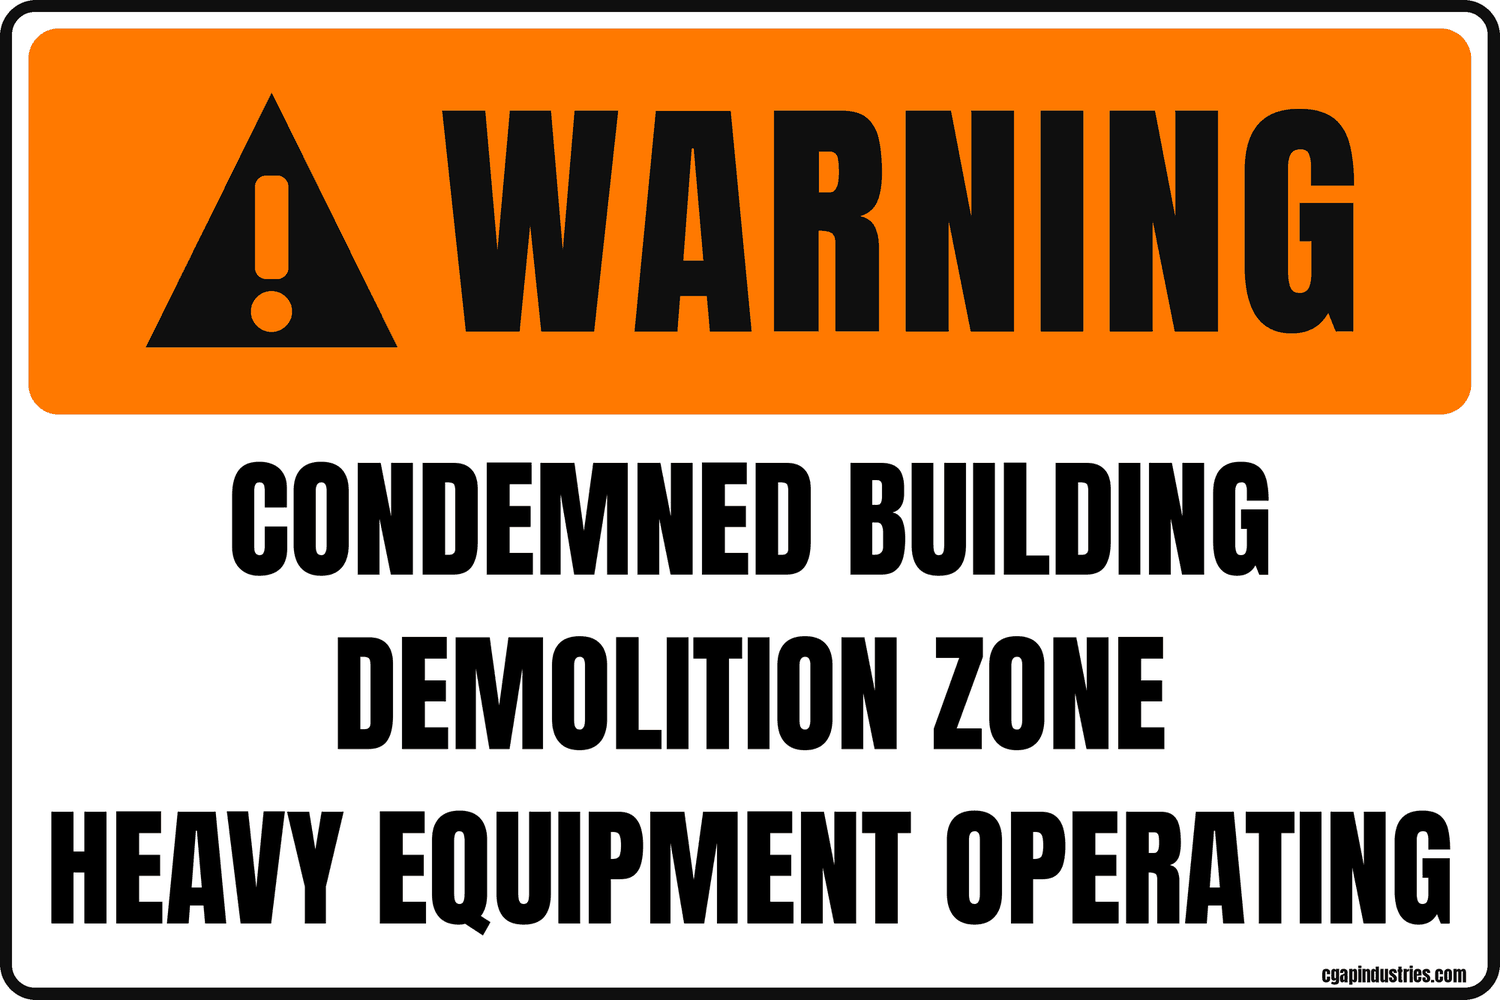 WARNING
CONDEMNED BUILDING
DEMOLITION ZONE
HEAVY EQUIPMENT OPERATING
cgapindustries.com